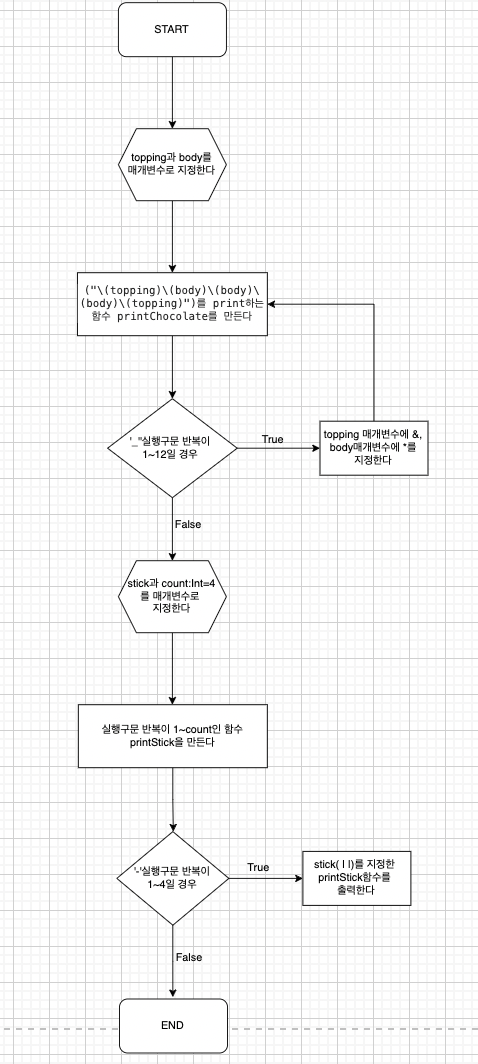 START
topping과 body를
매개변수로 지정한다
("\(topping)\(body)\(body)\
(body)\(topping)")를 print하는
함수 printChocolate를 만든다
'_"실행구문 반복이
1~12일 경우
True
topping 매개변수에 &,
body매개변수에 *를
지정한다
False
stick과 count:Int=4
를 매개변수로
지정한다
실행구문 반복이 1~count인 함수
printStick을 만든다
'-'실행구문 반복이
1~4일 경우
True
stick( I I)를 지정한
printStick함수를
출력한다
False
END